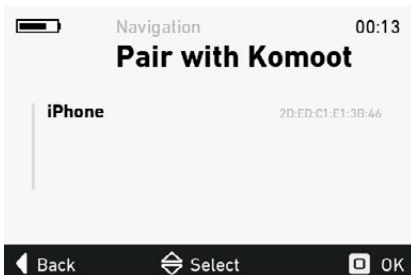 Navigation 00:13
Pair with Komoot
iPhone 2D:ED:C1:E1:3B:46
Back Select OK